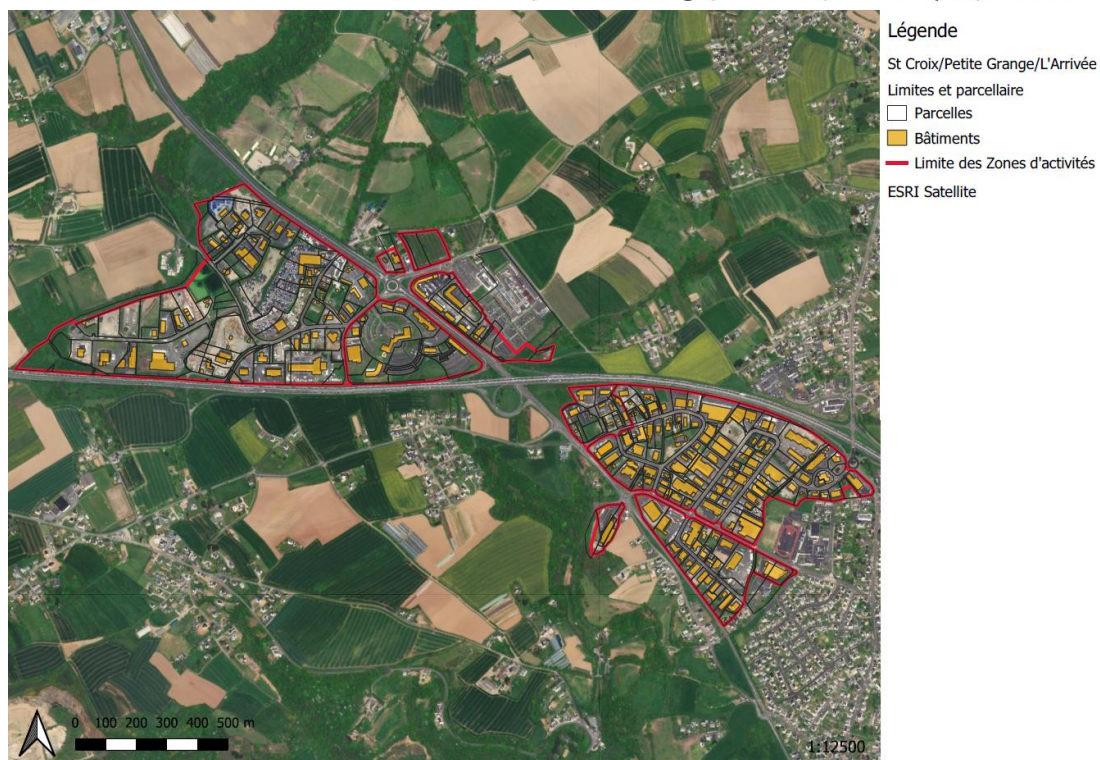 Légende
St Croix/Petite Grange/L'Arrivée
Limites et parcellaire
Parcelles
Bâtiments
Limite des Zones d'activités
ESRI Satellite
0 100 200 300 400 500 m
1:12500